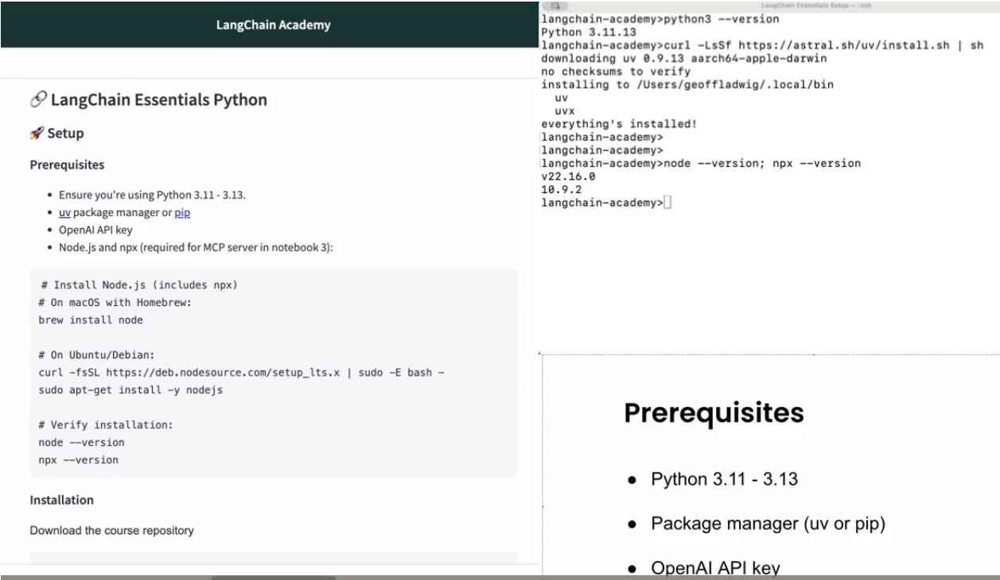 LangChain Academy
🔗 LangChain Essentials Python
🚀 Setup
Prerequisites
• Ensure you're using Python 3.11 - 3.13.
• uv package manager or pip
• OpenAI API key
• Node.js and npx (required for MCP server in notebook 3):
# Install Node.js (includes npx)
# On macOS with Homebrew:
brew install node
# On Ubuntu/Debian:
curl -fsSL https://deb.nodesource.com/setup_lts.x | sudo -E bash -
sudo apt-get install -y nodejs
# Verify installation:
node --version
npx --version
Installation
Download the course repository
LangChain Essentials Setup — -zsh
langchain-academy>python3 --version
Python 3.11.13
langchain-academy>curl -LsSf https://astral.sh/uv/install.sh | sh
downloading uv 0.9.13 aarch64-apple-darwin
no checksums to verify
installing to /Users/geoffladwig/.local/bin
uv
uvx
everything's installed!
langchain-academy>
langchain-academy>
langchain-academy>node --version; npx --version
v22.16.0
10.9.2
langchain-academy>
Prerequisites
● Python 3.11 - 3.13
● Package manager (uv or pip)
● OpenAI API key